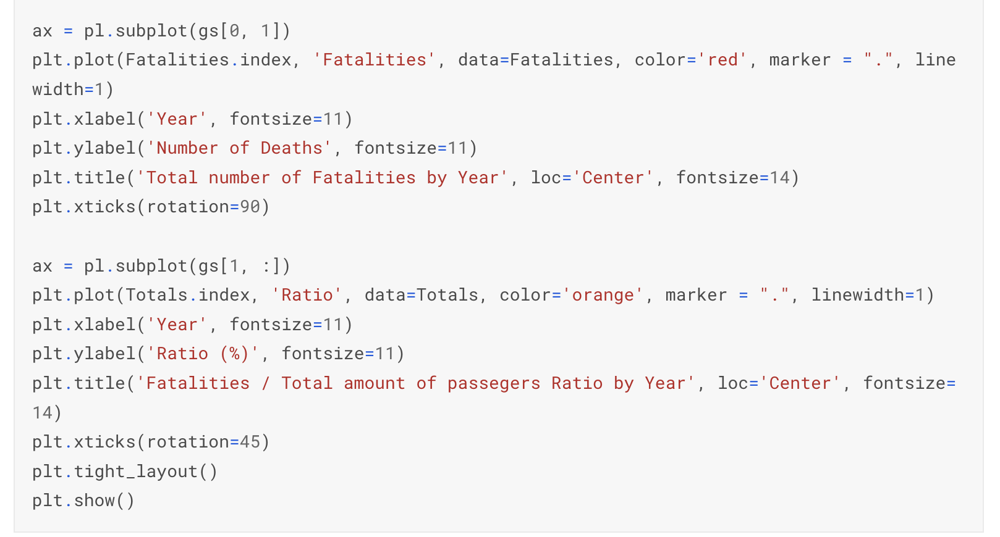 ax = pl.subplot(gs[0, 1])
plt.plot(Fatalities.index, 'Fatalities', data=Fatalities, color='red', marker = ".", line
width=1)
plt.xlabel('Year', fontsize=11)
plt.ylabel('Number of Deaths', fontsize=11)
plt.title('Total number of Fatalities by Year', loc='Center', fontsize=14)
plt.xticks(rotation=90)
ax = pl.subplot(gs[1, :])
plt.plot(Totals.index, 'Ratio', data=Totals, color='orange', marker = ".", linewidth=1)
plt.xlabel('Year', fontsize=11)
plt.ylabel('Ratio (%)', fontsize=11)
plt.title('Fatalities / Total amount of passegers Ratio by Year', loc='Center', fontsize=
14)
plt.xticks(rotation=45)
plt.tight_layout()
plt.show()